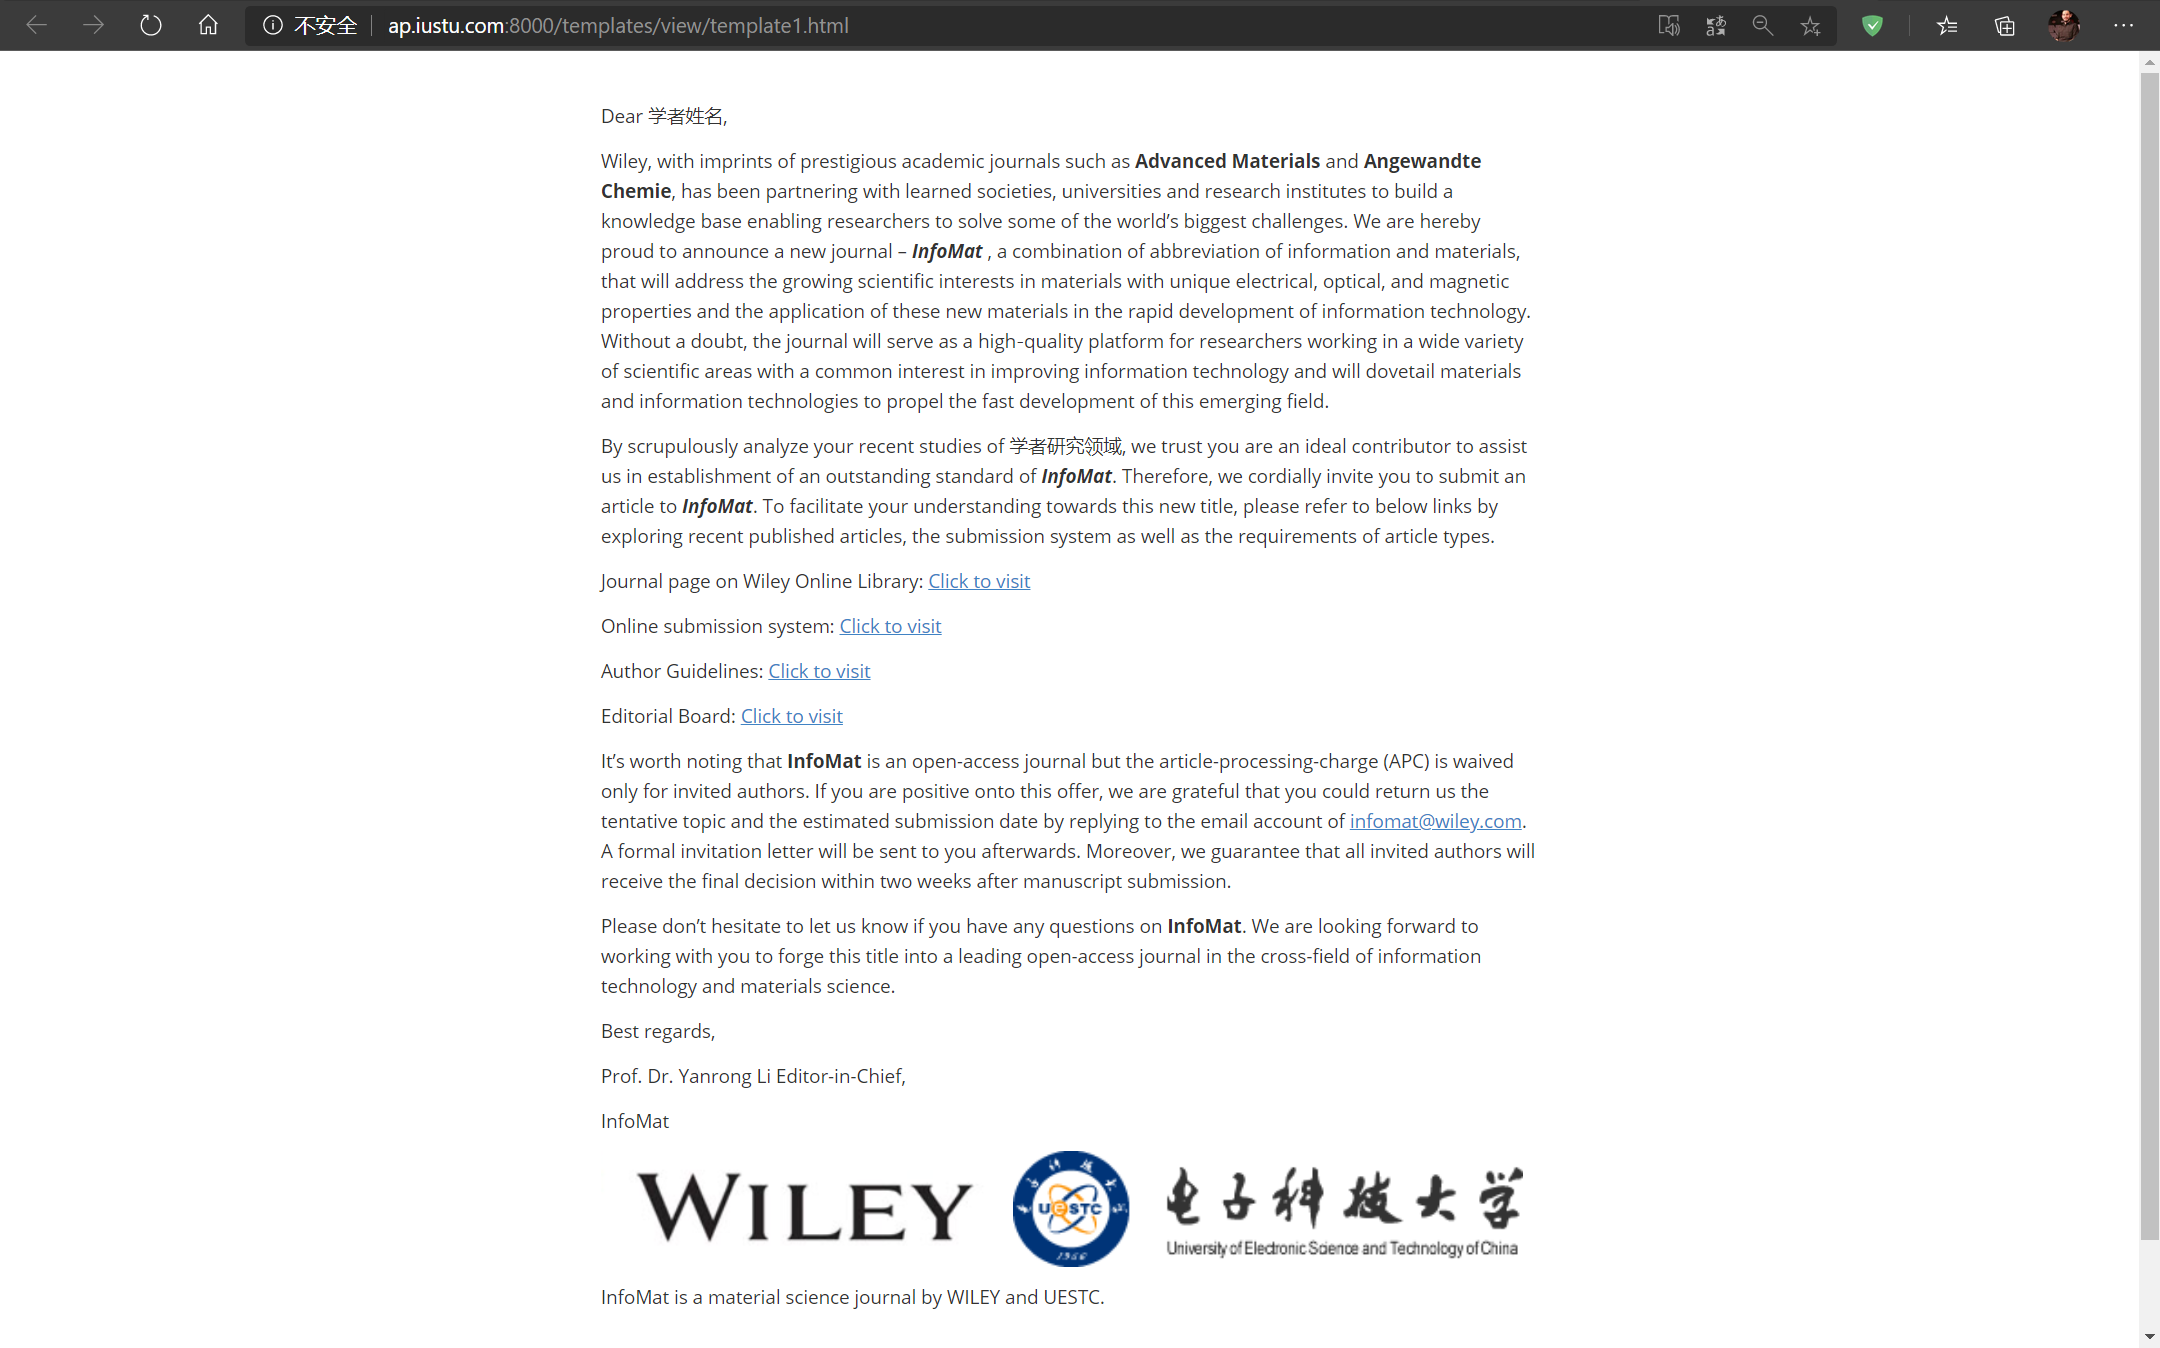 不安全 ap.iustu.com:8000/templates/view/template1.html
Dear 学者姓名,
Wiley, with imprints of prestigious academic journals such as Advanced Materials and Angewandte
Chemie, has been partnering with learned societies, universities and research institutes to build a
knowledge base enabling researchers to solve some of the world’s biggest challenges. We are hereby
proud to announce a new journal – InfoMat , a combination of abbreviation of information and materials,
that will address the growing scientific interests in materials with unique electrical, optical, and magnetic
properties and the application of these new materials in the rapid development of information technology.
Without a doubt, the journal will serve as a high-quality platform for researchers working in a wide variety
of scientific areas with a common interest in improving information technology and will dovetail materials
and information technologies to propel the fast development of this emerging field.
By scrupulously analyze your recent studies of 学者研究领域, we trust you are an ideal contributor to assist
us in establishment of an outstanding standard of InfoMat. Therefore, we cordially invite you to submit an
article to InfoMat. To facilitate your understanding towards this new title, please refer to below links by
exploring recent published articles, the submission system as well as the requirements of article types.
Journal page on Wiley Online Library: Click to visit
Online submission system: Click to visit
Author Guidelines: Click to visit
Editorial Board: Click to visit
It’s worth noting that InfoMat is an open-access journal but the article-processing-charge (APC) is waived
only for invited authors. If you are positive onto this offer, we are grateful that you could return us the
tentative topic and the estimated submission date by replying to the email account of infomat@wiley.com.
A formal invitation letter will be sent to you afterwards. Moreover, we guarantee that all invited authors will
receive the final decision within two weeks after manuscript submission.
Please don’t hesitate to let us know if you have any questions on InfoMat. We are looking forward to
working with you to forge this title into a leading open-access journal in the cross-field of information
technology and materials science.
Best regards,
Prof. Dr. Yanrong Li Editor-in-Chief,
InfoMat
WILEY UeSTC 1956 电子科技大学
University of Electronic Science and Technology of China
InfoMat is a material science journal by WILEY and UESTC.